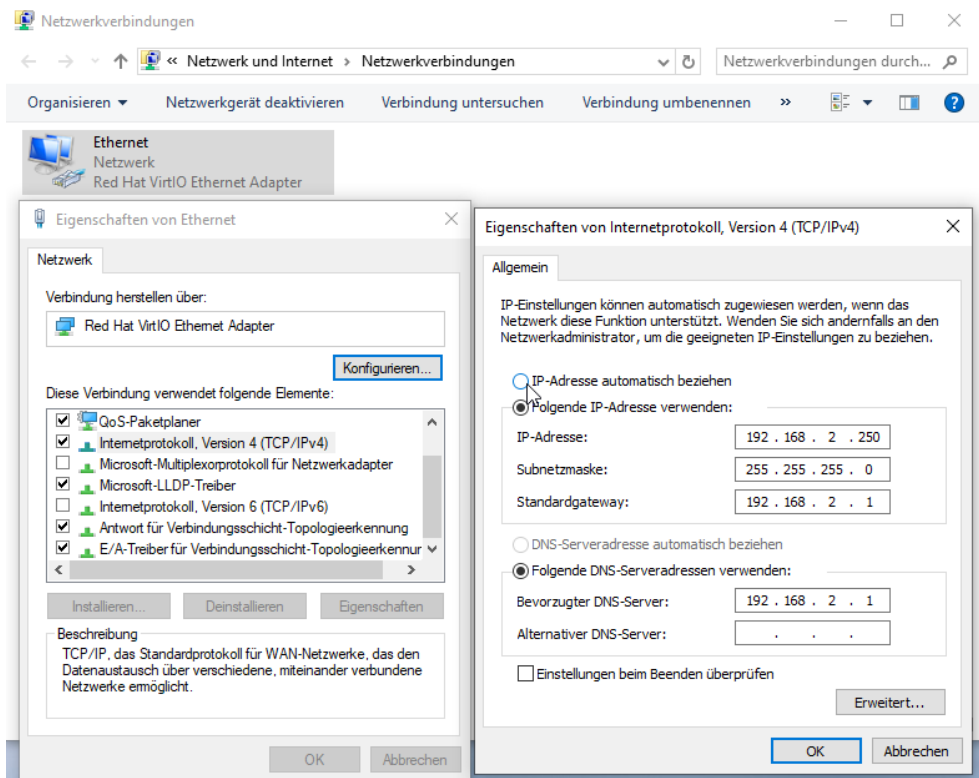 Netzwerkverbindungen
« Netzwerk und Internet › Netzwerkverbindungen
Netzwerkverbindungen durch...
Organisieren Netzwerkgerät deaktivieren Verbindung untersuchen Verbindung umbenennen »
Ethernet
Netzwerk
Red Hat VirtIO Ethernet Adapter
Eigenschaften von Ethernet
Netzwerk
Verbindung herstellen über:
Red Hat VirtIO Ethernet Adapter
Konfigurieren...
Diese Verbindung verwendet folgende Elemente:
QoS-Paketplaner
Internetprotokoll, Version 4 (TCP/IPv4)
Microsoft-Multiplexorprotokoll für Netzwerkadapter
Microsoft-LLDP-Treiber
Internetprotokoll, Version 6 (TCP/IPv6)
Antwort für Verbindungsschicht-Topologieerkennung
E/A-Treiber für Verbindungsschicht-Topologieerkennur
Installieren... Deinstallieren Eigenschaften
Beschreibung
TCP/IP, das Standardprotokoll für WAN-Netzwerke, das den
Datenaustausch über verschiedene, miteinander verbundene
Netzwerke ermöglicht.
OK Abbrechen
Eigenschaften von Internetprotokoll, Version 4 (TCP/IPv4)
Allgemein
IP-Einstellungen können automatisch zugewiesen werden, wenn das
Netzwerk diese Funktion unterstützt. Wenden Sie sich andernfalls an den
Netzwerkadministrator, um die geeigneten IP-Einstellungen zu beziehen.
IP-Adresse automatisch beziehen
Folgende IP-Adresse verwenden:
IP-Adresse: 192 . 168 . 2 . 250
Subnetzmaske: 255 . 255 . 255 . 0
Standardgateway: 192 . 168 . 2 . 1
DNS-Serveradresse automatisch beziehen
Folgende DNS-Serveradressen verwenden:
Bevorzugter DNS-Server: 192 . 168 . 2 . 1
Alternativer DNS-Server: . . .
Einstellungen beim Beenden überprüfen
Erweitert...
OK Abbrechen